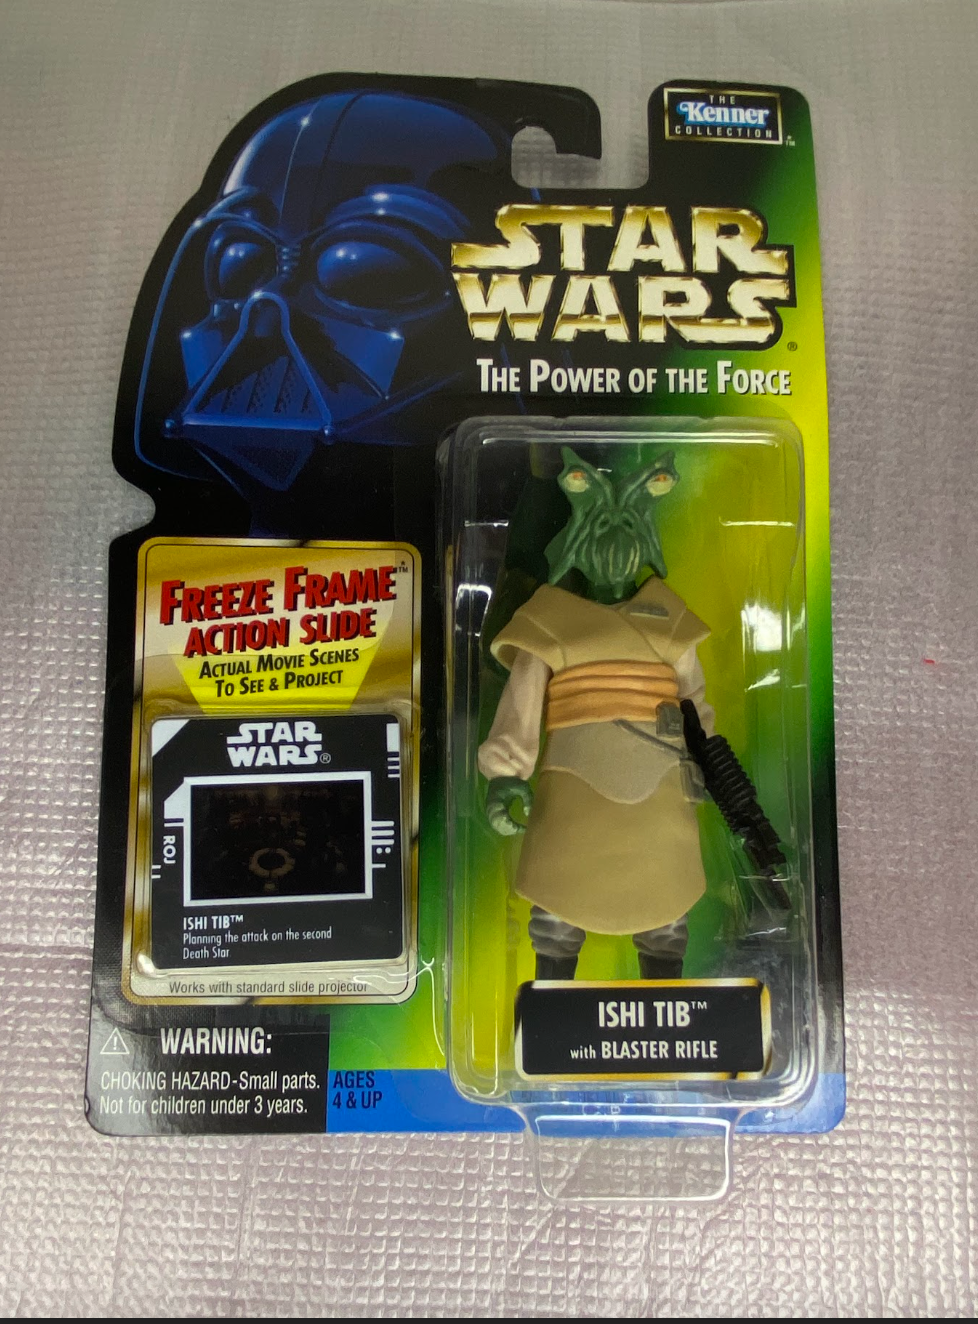 THE
Kenner
COLLECTION
TM
STAR
WARS®
THE POWER OF THE FORCE
FREEZE FRAME™
ACTION SLIDE
ACTUAL MOVIE SCENES
TO SEE & PROJECT
STAR
WARS®
ROJ
ISHI TIB™
Planning the attack on the second
Death Star
Works with standard slide projector
ISHI TIB™
with BLASTER RIFLE
⚠ WARNING:
CHOKING HAZARD-Small parts.
Not for children under 3 years.
AGES
4 & UP